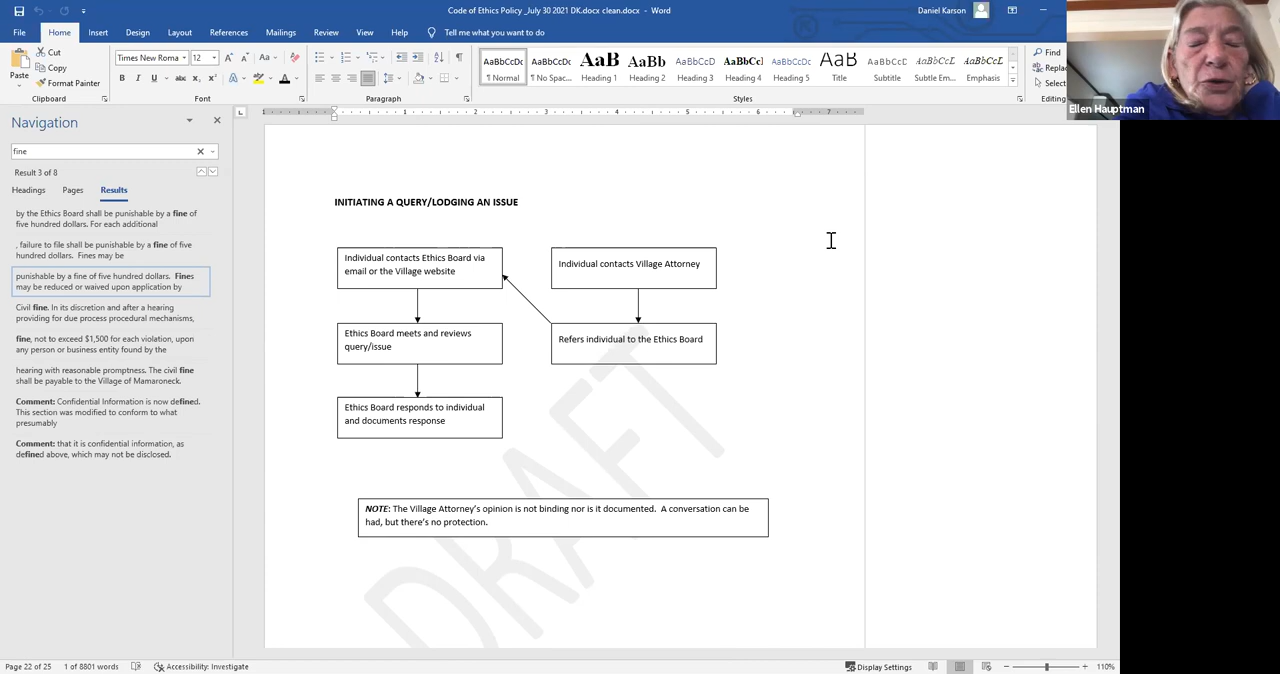 Code of Ethics Policy _July 30 2021 DK.docx clean.docx - Word
Daniel Karson
File Home Insert Design Layout References Mailings Review View Help Tell me what you want to do
Paste
Cut
Copy
Format Painter
Clipboard
Times New Roma 12
Font
Paragraph
AaBbCcDc AaBbCcDc AaB AaBb AaBbCcD AaBbCcI AaBbCcDc AaB AaBbCcD AaBbCcDt AaBbCcDt
¶ Normal ¶ No Spac... Heading 1 Heading 2 Heading 3 Heading 4 Heading 5 Title Subtitle Subtle Em... Emphasis
Styles
Find
Replac
Select
Editing
Ellen Hauptman
Navigation
fine
Result 3 of 8
Headings Pages Results
by the Ethics Board shall be punishable by a fine of
five hundred dollars. For each additional
, failure to file shall be punishable by a fine of five
hundred dollars. Fines may be
punishable by a fine of five hundred dollars. Fines
may be reduced or waived upon application by
Civil fine. In its discretion and after a hearing
providing for due process procedural mechanisms,
fine, not to exceed $1,500 for each violation, upon
any person or business entity found by the
hearing with reasonable promptness. The civil fine
shall be payable to the Village of Mamaroneck.
Comment: Confidential Information is now defined.
This section was modified to conform to what
presumably
Comment: that it is confidential information, as
defined above, which may not be disclosed.
INITIATING A QUERY/LODGING AN ISSUE
Individual contacts Ethics Board via
email or the Village website
Individual contacts Village Attorney
Ethics Board meets and reviews
query/issue
Refers individual to the Ethics Board
Ethics Board responds to individual
and documents response
NOTE: The Village Attorney's opinion is not binding nor is it documented. A conversation can be
had, but there's no protection.
DRAFT
Page 22 of 25 1 of 8801 words Accessibility: Investigate
Display Settings
110%